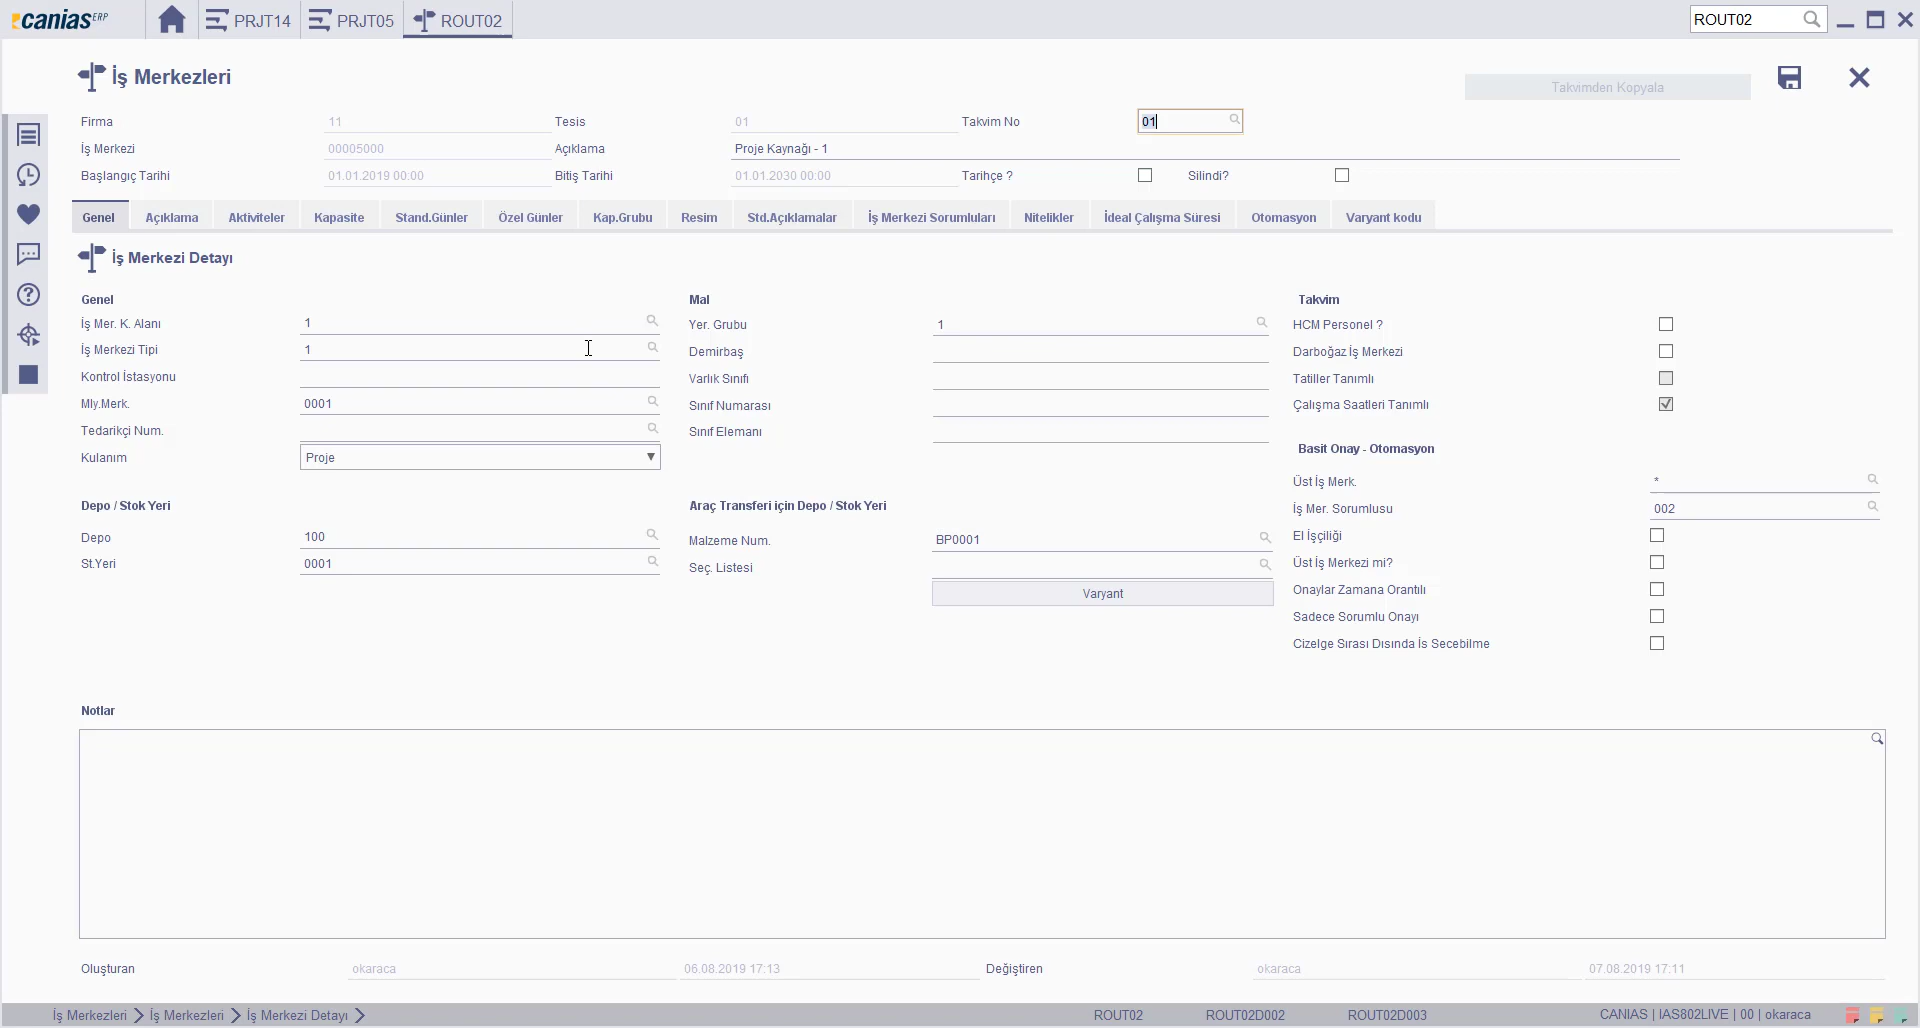 canias ERP PRJT14 PRJT05 ROUT02 ROUT02
İş Merkezleri
Takvimden Kopyala
Firma 11 Tesis 01 Takvim No 01
İş Merkezi 00005000 Açıklama Proje Kaynağı - 1
Başlangıç Tarihi 01.01.2019 00:00 Bitiş Tarihi 01.01.2030 00:00 Tarihçe ? Silindi?
Genel Açıklama Aktiviteler Kapasite Stand.Günler Özel Günler Kap.Grubu Resim Std.Açıklamalar İş Merkezi Sorumluları Nitelikler İdeal Çalışma Süresi Otomasyon Varyant kodu
İş Merkezi Detayı
Genel Mal Takvim
İş Mer. K. Alanı 1 Yer. Grubu 1 HCM Personel ?
İş Merkezi Tipi 1 Demirbaş Darboğaz İş Merkezi
Kontrol İstasyonu Varlık Sınıfı Tatiller Tanımlı
Mly.Merk. 0001 Sınıf Numarası Çalışma Saatleri Tanımlı
Tedarikçi Num. Sınıf Elemanı
Basit Onay - Otomasyon
Kulanım Proje
Üst İş Merk. *
Depo / Stok Yeri Araç Transferi için Depo / Stok Yeri İş Mer. Sorumlusu 002
Depo 100 Malzeme Num. BP0001 El İşçiliği
St.Yeri 0001 Seç. Listesi Üst İş Merkezi mi?
Varyant Onaylar Zamana Orantılı
Sadece Sorumlu Onayı
Cizelge Sırası Dısında İs Secebilme
Notlar
Oluşturan okaraca 06.08.2019 17:13 Değiştiren okaraca 07.08.2019 17:11
İş Merkezleri İş Merkezleri İş Merkezi Detayı ROUT02 ROUT02D002 ROUT02D003 CANIAS | IAS802LIVE | 00 | okaraca